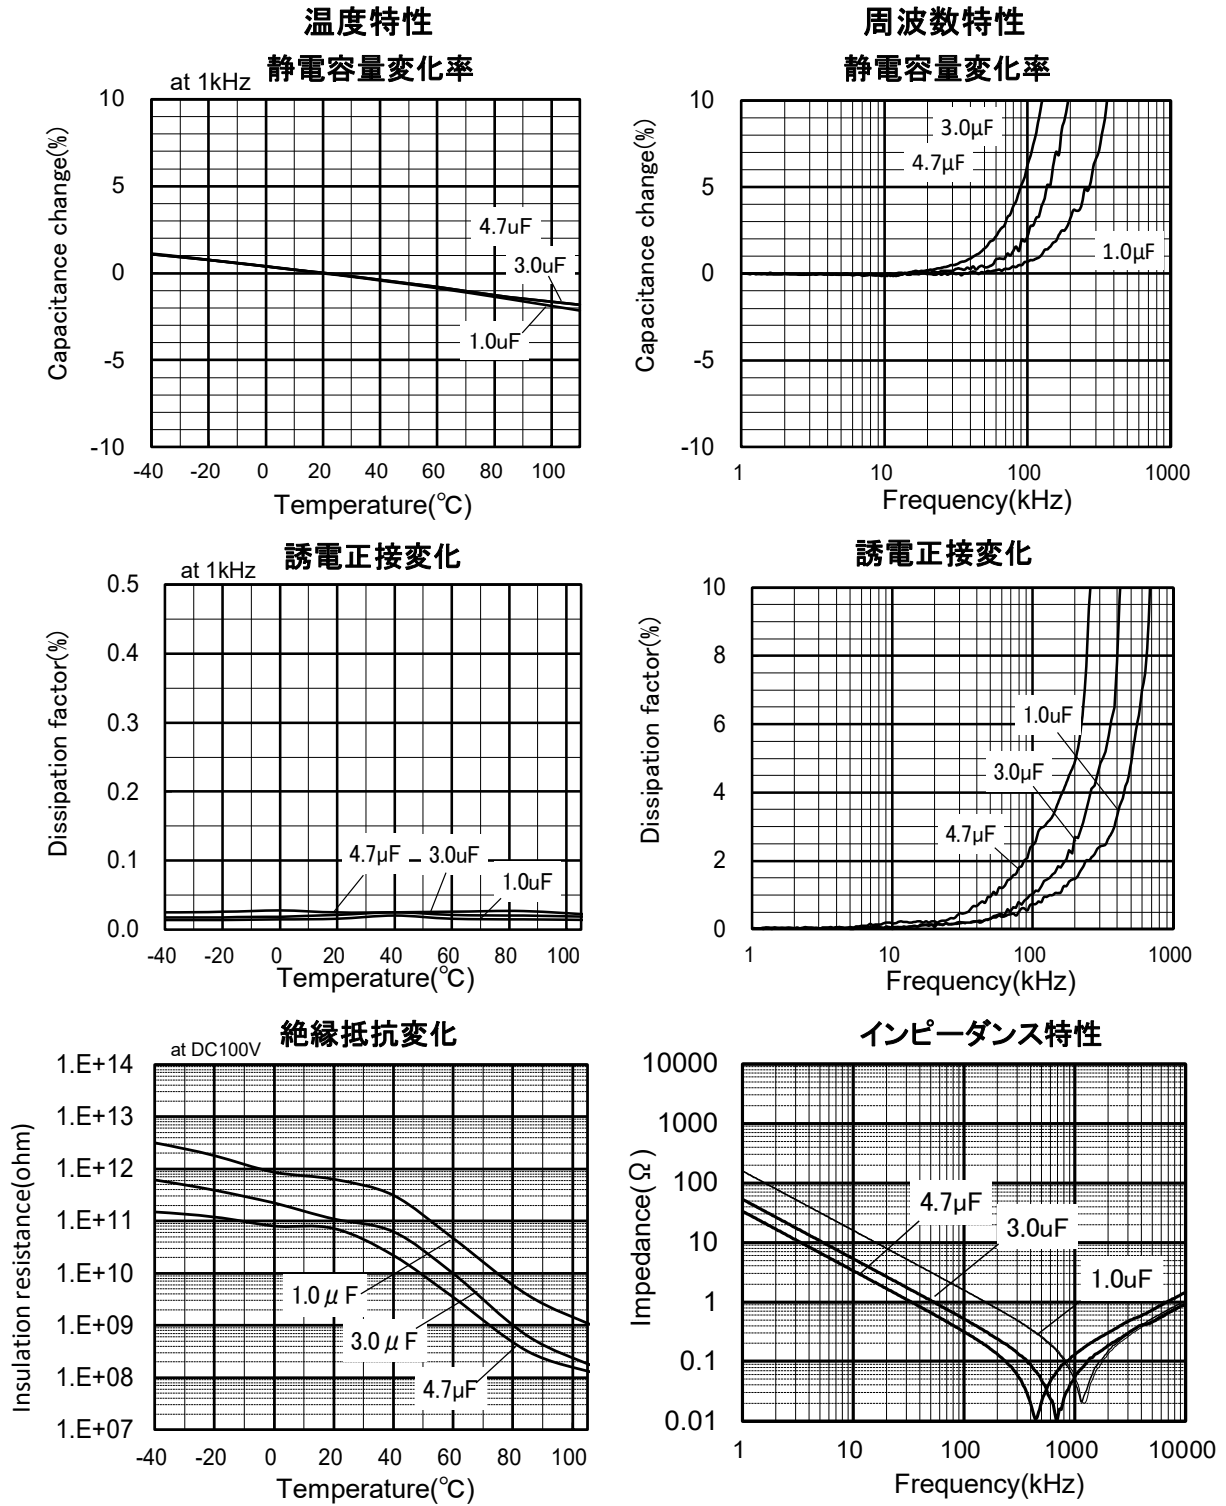 温度特性
静電容量変化率
at 1kHz
10
5
0
-5
-10
Capacitance change(%)
4.7uF
3.0uF
1.0uF
-40 -20 0 20 40 60 80 100
Temperature(℃)
周波数特性
静電容量変化率
10
5
0
-5
-10
Capacitance change(%)
3.0μF
4.7μF
1.0μF
1 10 100 1000
Frequency(kHz)
誘電正接変化
at 1kHz
0.5
0.4
0.3
0.2
0.1
0.0
Dissipation factor(%)
4.7μF 3.0uF
1.0uF
-40 -20 0 20 40 60 80 100
Temperature(℃)
誘電正接変化
10
8
6
4
2
0
Dissipation factor(%)
1.0uF
3.0μF
4.7μF
1 10 100 1000
Frequency(kHz)
絶縁抵抗変化
at DC100V
1.E+14
1.E+13
1.E+12
1.E+11
1.E+10
1.E+09
1.E+08
1.E+07
Insulation resistance(ohm)
1.0μF
3.0μF
4.7μF
-40 -20 0 20 40 60 80 100
Temperature(℃)
インピーダンス特性
10000
1000
100
10
1
0.1
0.01
Impedance(Ω)
4.7μF
3.0uF
1.0uF
1 10 100 1000 10000
Frequency(kHz)